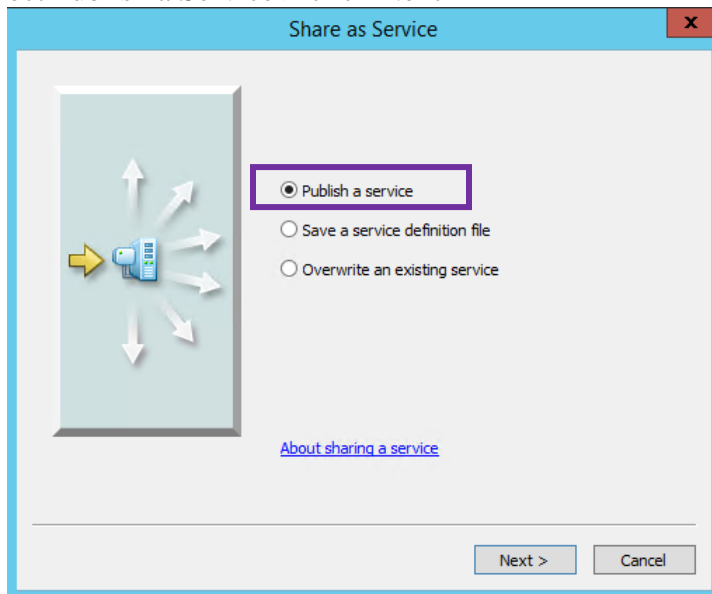 Share as Service
x
Publish a service
Save a service definition file
Overwrite an existing service
About sharing a service
Next >
Cancel